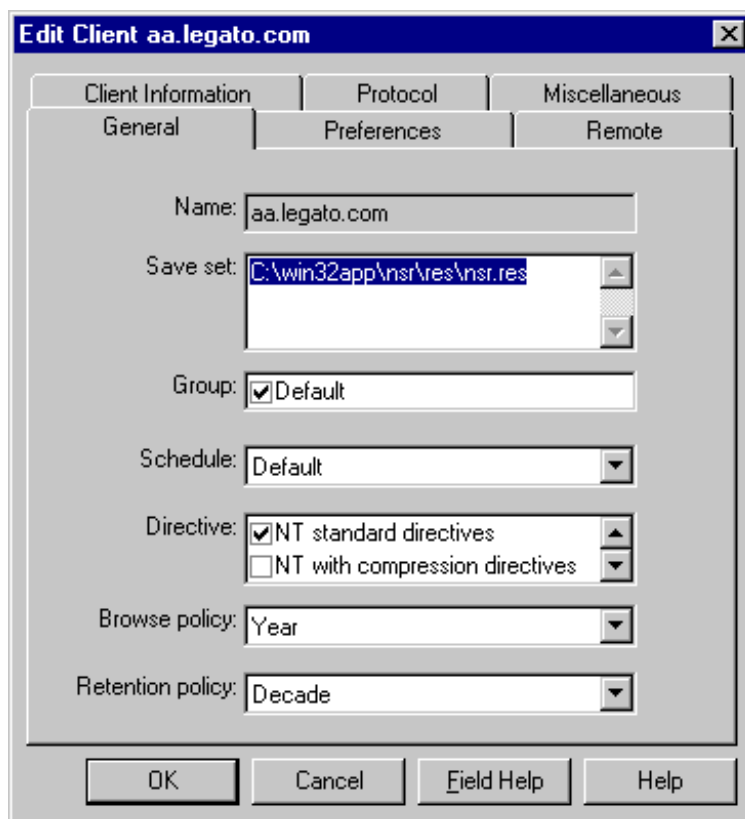 Edit Client aa.legato.com
Client Information Protocol Miscellaneous
General Preferences Remote
Name: aa.legato.com
Save set: C:\win32app\nsr\res\nsr.res
Group: Default
Schedule: Default
Directive: NT standard directives
NT with compression directives
Browse policy: Year
Retention policy: Decade
OK Cancel Field Help Help